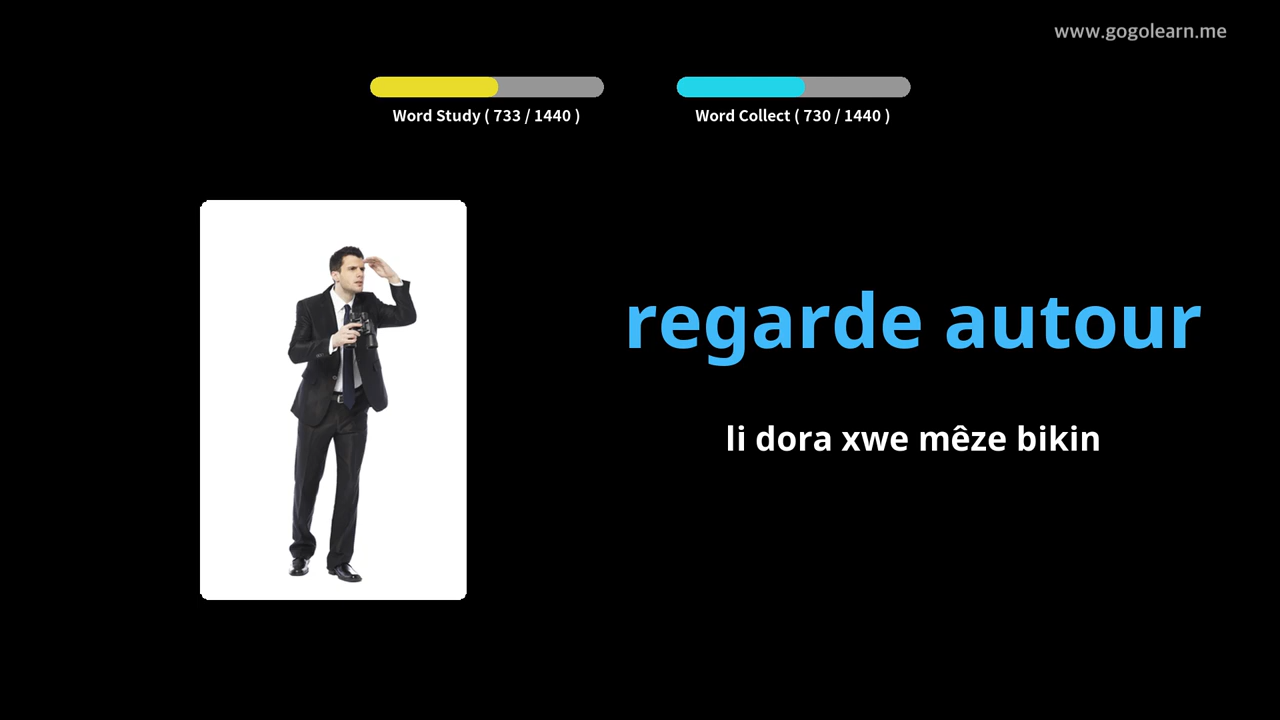 www.gogolearn.me
Word Study ( 733 / 1440 )
Word Collect ( 730 / 1440 )
regarde autour
li dora xwe mêze bikin